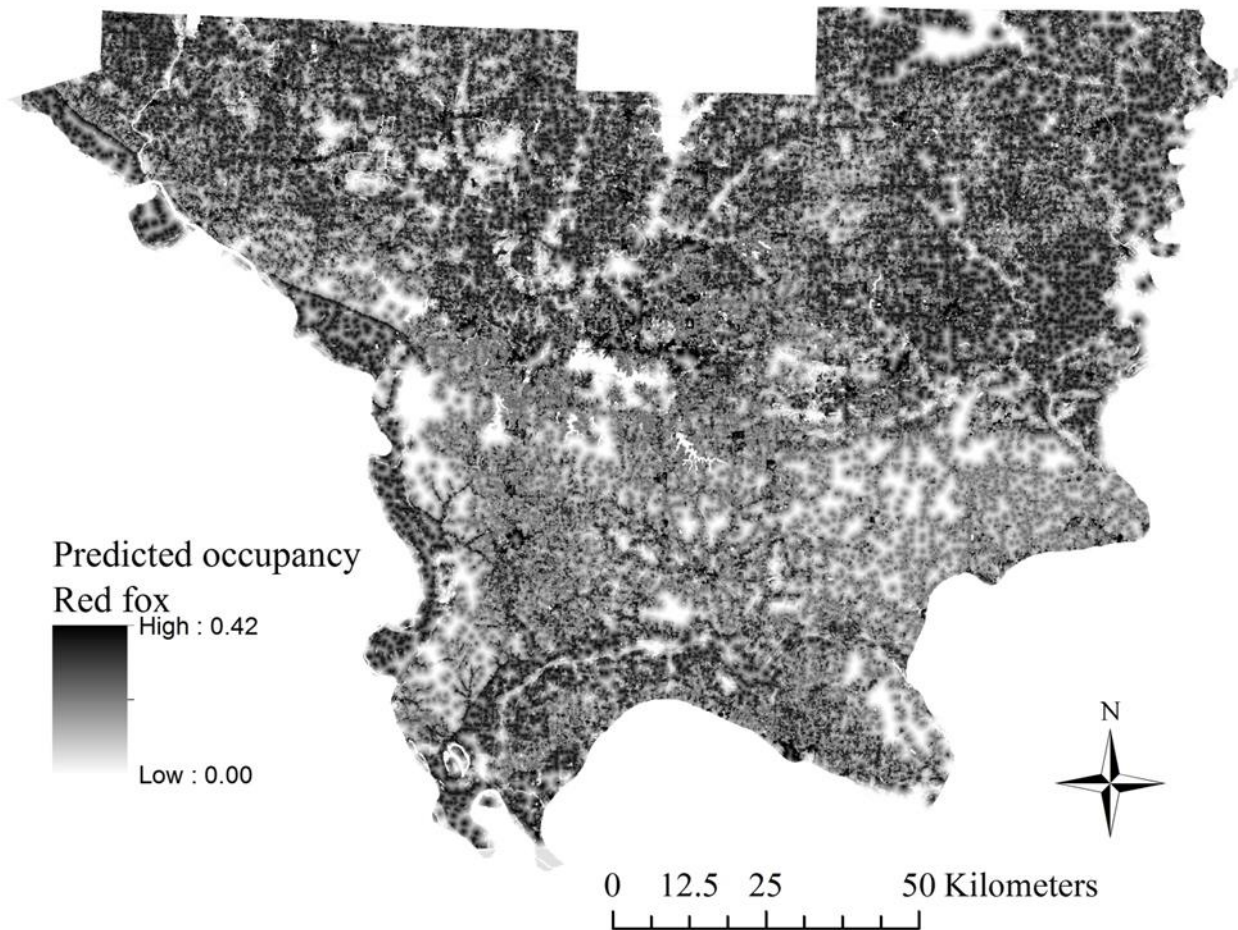 Predicted occupancy
Red fox
High : 0.42
Low : 0.00
N
0 12.5 25 50 Kilometers